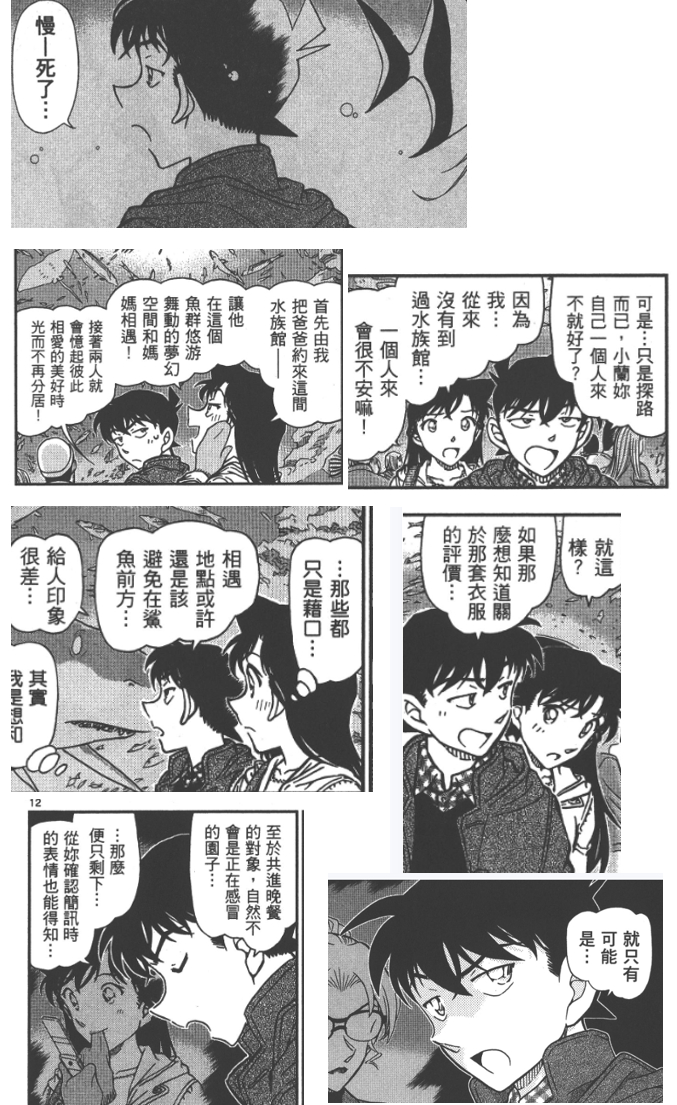 慢—
死了…
可是…只是探路
而已，小蘭妳
自己一個人來
不就好了？
因為
我…
從來
沒有到
過水族館…
一個人來
會很不安嘛！
首先由我
把爸爸約來這間
水族館——
讓他
在這個
魚群悠游
舞動的夢幻
空間和媽
媽相遇！
接著兩人就
會憶起彼此
相愛的美好時
光而不再分居！
就這
樣？
如果那
麼想知道關
於那套衣服
的評價…
…那些都
只是藉口…
相遇
地點或許
還是該
避免在鯊
魚前方…
給人印象
很差…
其實
我是想知
12
至於共進晚餐
的對象，自然不
會是正在感冒
的園子…
…那麼
便只剩下…
從妳確認簡訊時
的表情也能得知…
就只有
可能
是…